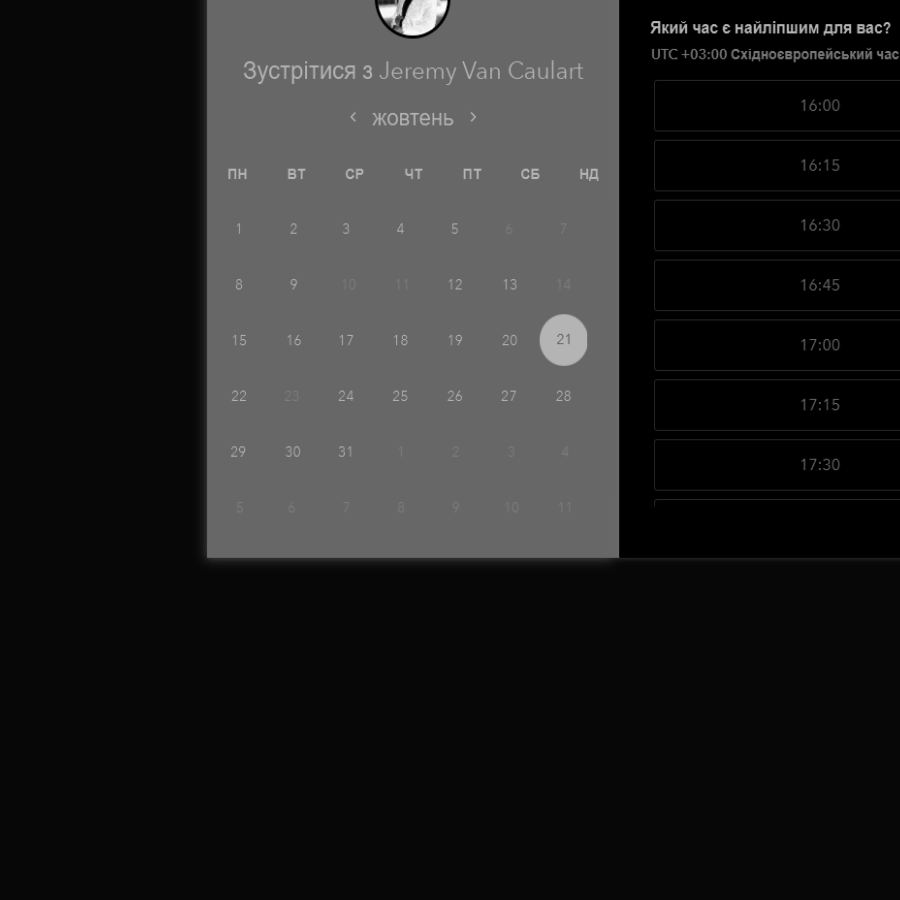 Зустрітися з Jeremy Van Caulart
жовтень
ПН ВТ СР ЧТ ПТ СБ НД
1 2 3 4 5 6 7
8 9 10 11 12 13 14
15 16 17 18 19 20 21
22 23 24 25 26 27 28
29 30 31 1 2 3 4
5 6 7 8 9 10 11
Який час є найліпшим для вас?
UTC +03:00 Східноєвропейський час
16:00
16:15
16:30
16:45
17:00
17:15
17:30